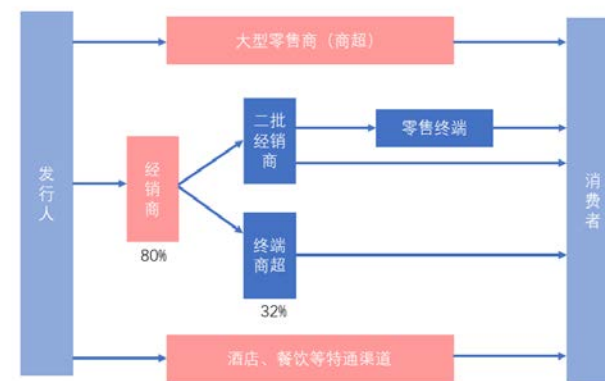 大型零售商（商超）
二批
经销
商
零售终端
发
行
人
经
销
商
80%
终端
商超
32%
消
费
者
酒店、餐饮等特通渠道